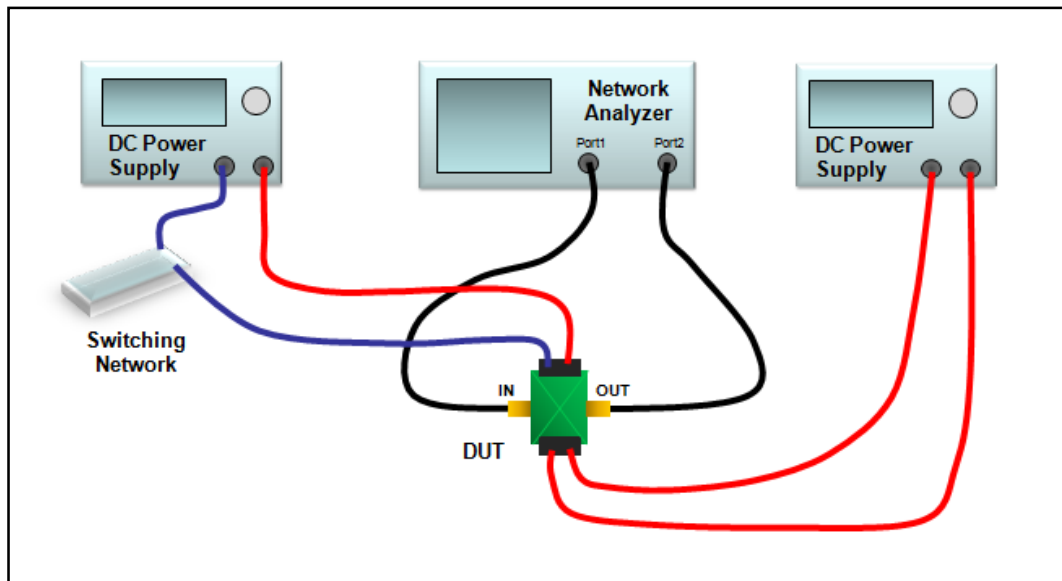 DC Power
Supply
Network
Analyzer
Port1
Port2
DC Power
Supply
Switching
Network
IN
OUT
DUT